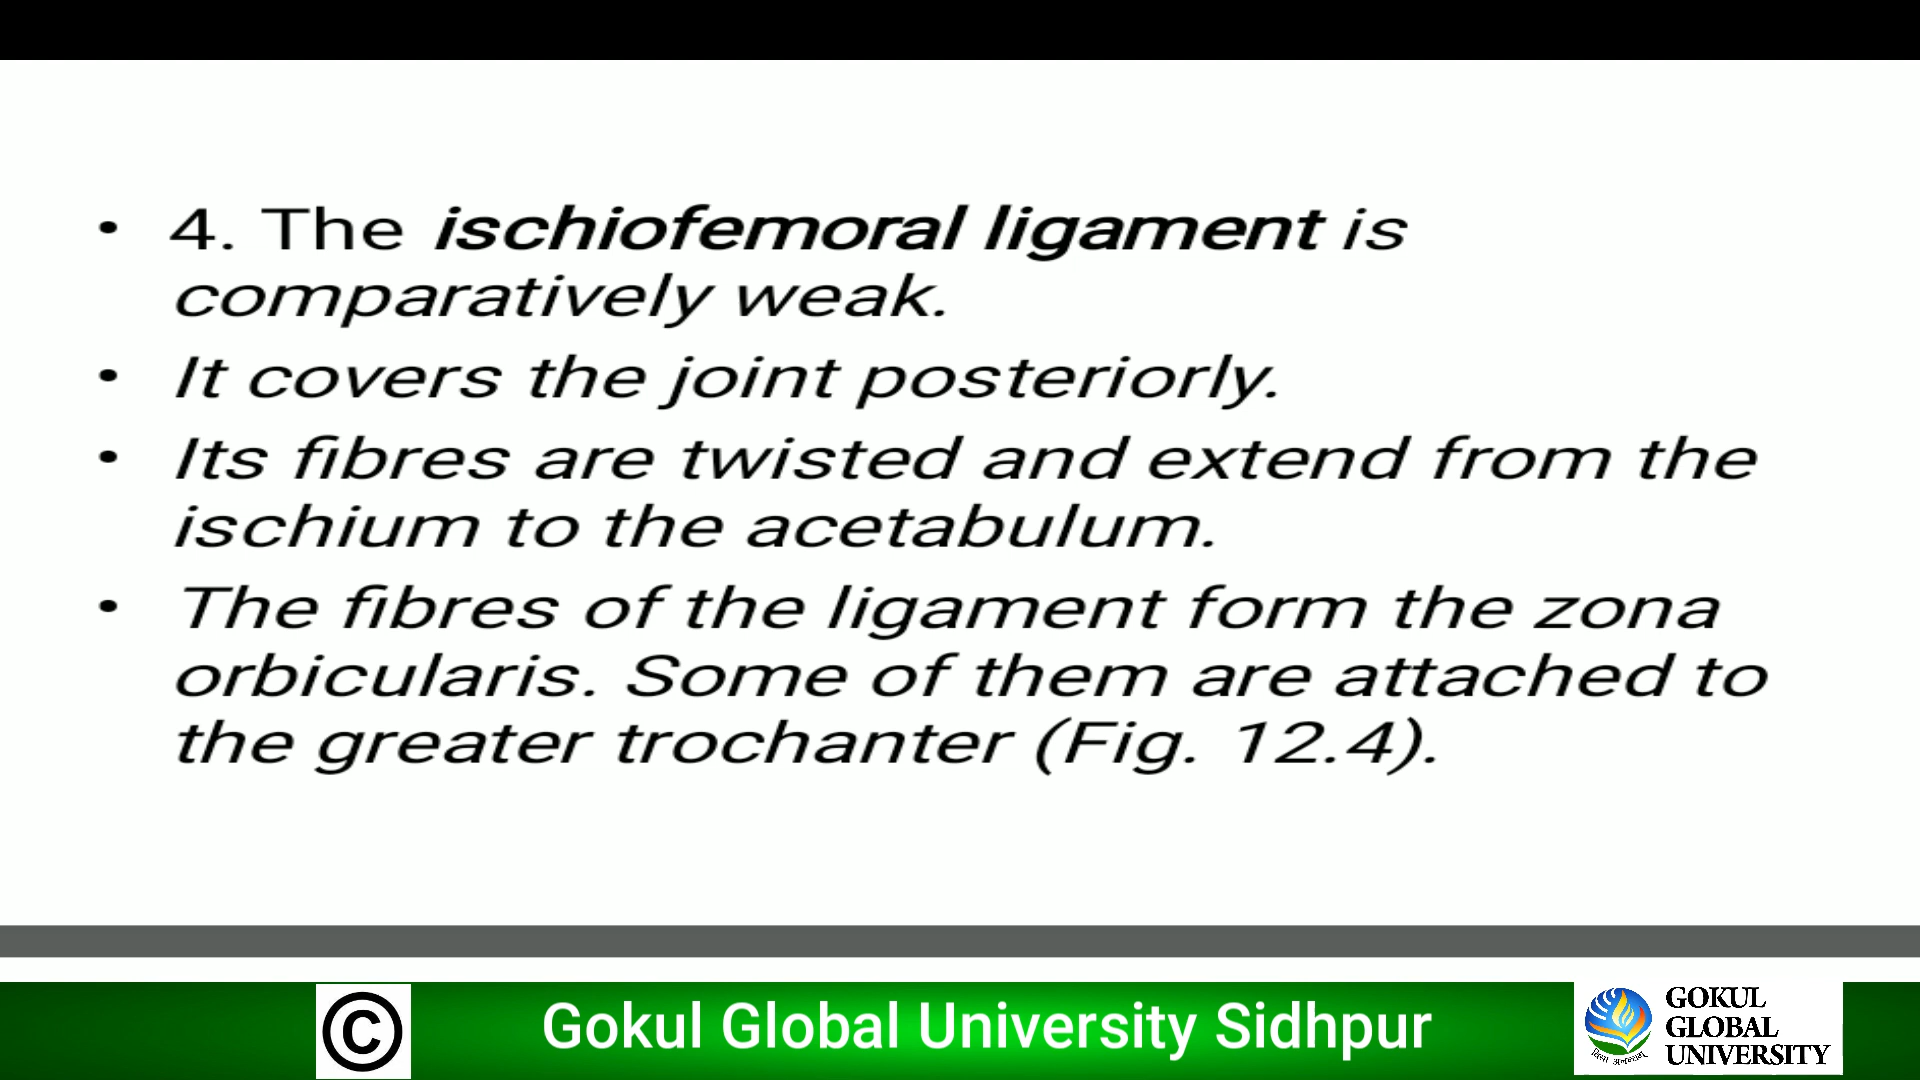 • 4. The ischiofemoral ligament is
comparatively weak.
• It covers the joint posteriorly.
• Its fibres are twisted and extend from the
ischium to the acetabulum.
• The fibres of the ligament form the zona
orbicularis. Some of them are attached to
the greater trochanter (Fig. 12.4).
© Gokul Global University Sidhpur
GOKUL
GLOBAL
UNIVERSITY